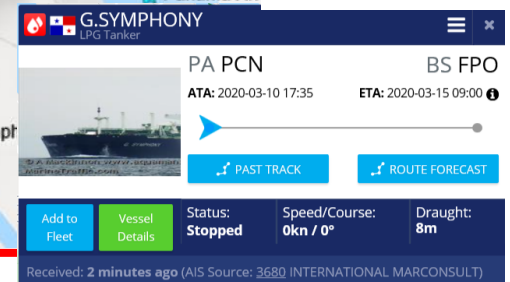 G.SYMPHONY
LPG Tanker
PA PCN
BS FPO
ATA: 2020-03-10 17:35
ETA: 2020-03-15 09:00
PAST TRACK
ROUTE FORECAST
Add to Fleet
Vessel Details
Status:
Stopped
Speed/Course:
0kn / 0°
Draught:
8m
Received: 2 minutes ago (AIS Source: 3680 INTERNATIONAL MARCONSULT)